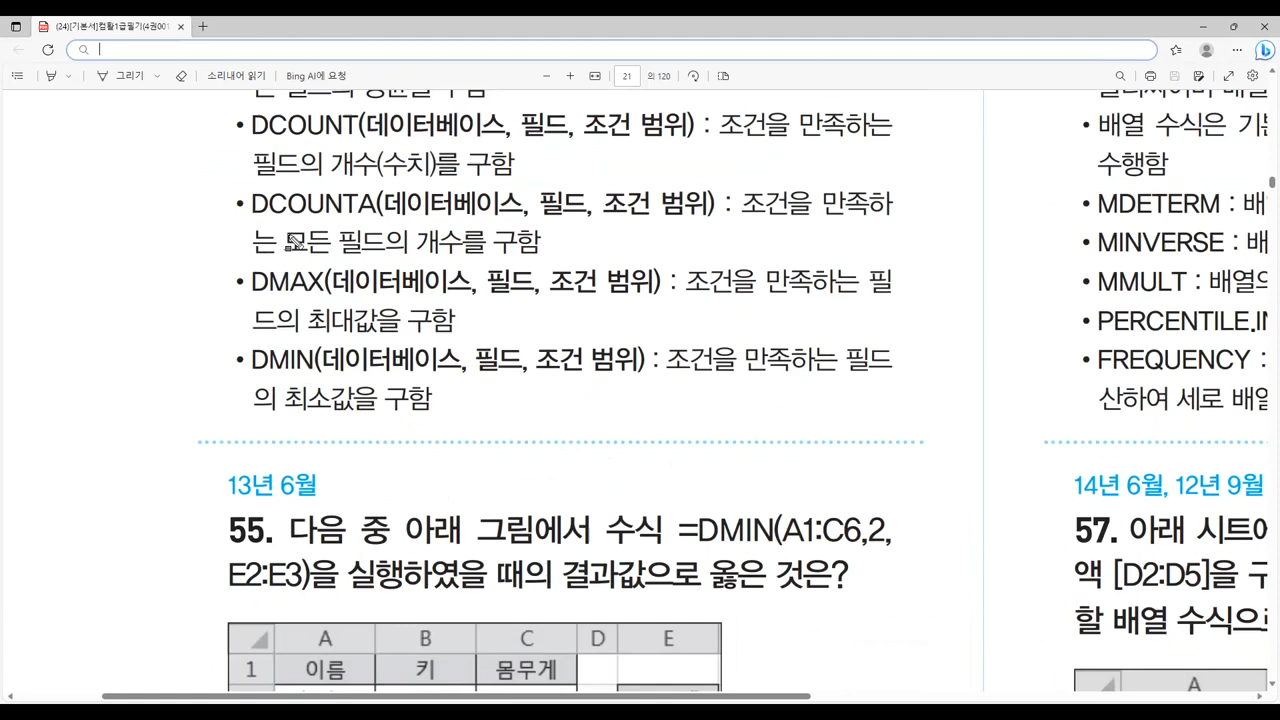 (24)[기본서]컴활1급필기(4권001
그리기
소리내어 읽기
Bing AI에 요청
21
의 120
DCOUNT(데이터베이스, 필드, 조건 범위) : 조건을 만족하는
필드의 개수(수치)를 구함
DCOUNTA(데이터베이스, 필드, 조건 범위) : 조건을 만족하
는 모든 필드의 개수를 구함
DMAX(데이터베이스, 필드, 조건 범위) : 조건을 만족하는 필
드의 최대값을 구함
DMIN(데이터베이스, 필드, 조건 범위) : 조건을 만족하는 필드
의 최소값을 구함
13년 6월
55. 다음 중 아래 그림에서 수식 =DMIN(A1:C6,2,
E2:E3)을 실행하였을 때의 결과값으로 옳은 것은?
A B C D E
1 이름 키 몸무게
배열 수식은 기
수행함
MDETERM : 배
MINVERSE : 배
MMULT : 배열의
PERCENTILE.IN
FREQUENCY :
산하여 세로 배열
14년 6월, 12년 9월
57. 아래 시트에
액 [D2:D5]을 구
할 배열 수식으로
A